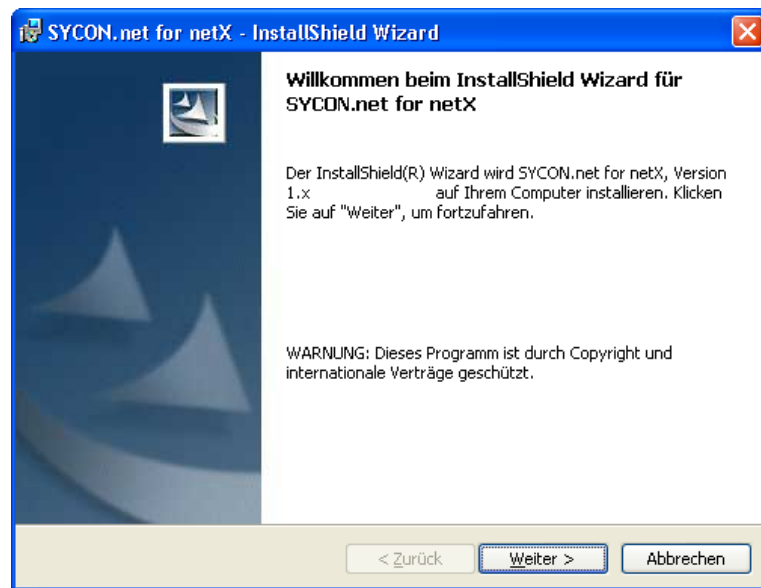 SYCON.net for netX - InstallShield Wizard
Willkommen beim InstallShield Wizard für
SYCON.net for netX
Der InstallShield(R) Wizard wird SYCON.net for netX, Version
1.x auf Ihrem Computer installieren. Klicken
Sie auf "Weiter", um fortzufahren.
WARNUNG: Dieses Programm ist durch Copyright und
internationale Verträge geschützt.
< Zurück Weiter > Abbrechen